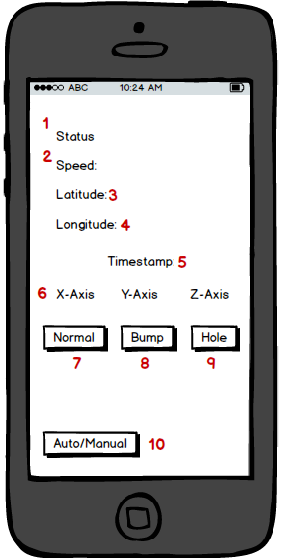 ABC 10:24 AM
1 Status
2 Speed:
Latitude: 3
Longitude: 4
Timestamp 5
6 X-Axis Y-Axis Z-Axis
Normal Bump Hole
7 8 9
Auto/Manual 10